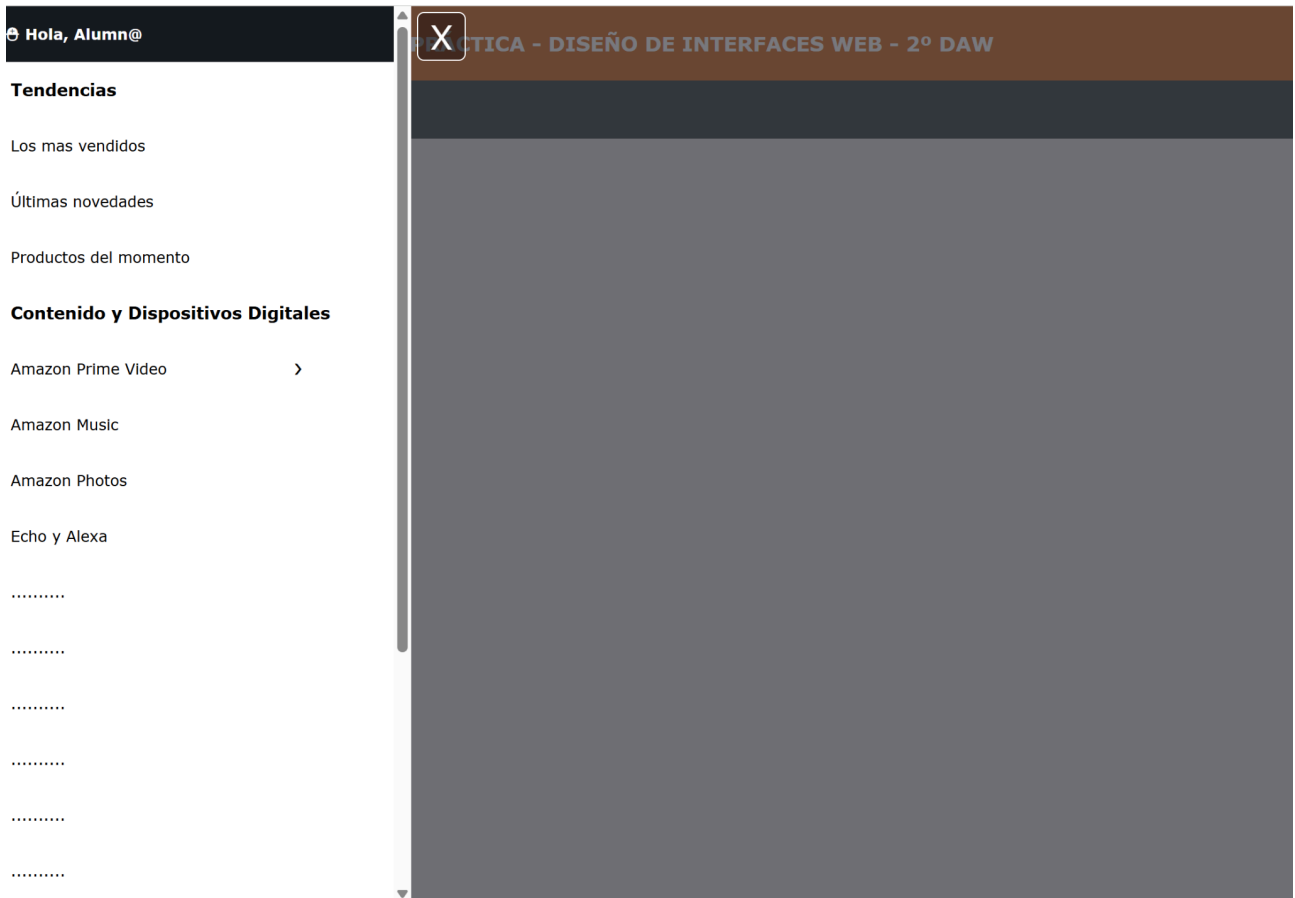 Hola, Alumn@
X
PRÁCTICA - DISEÑO DE INTERFACES WEB - 2º DAW
Tendencias
Los mas vendidos
Últimas novedades
Productos del momento
Contenido y Dispositivos Digitales
Amazon Prime Video ❯
Amazon Music
Amazon Photos
Echo y Alexa
..........
..........
..........
..........
..........
..........